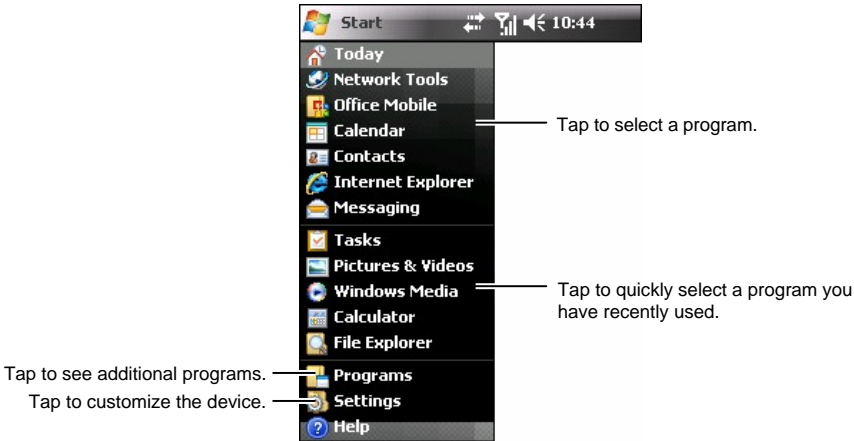 Start 10:44
Today
Network Tools
Office Mobile
Calendar
Contacts
Internet Explorer
Messaging
Tap to select a program.
Tasks
Pictures & Videos
Windows Media
Calculator
File Explorer
Tap to quickly select a program you
have recently used.
Programs
Settings
Help
Tap to see additional programs.
Tap to customize the device.